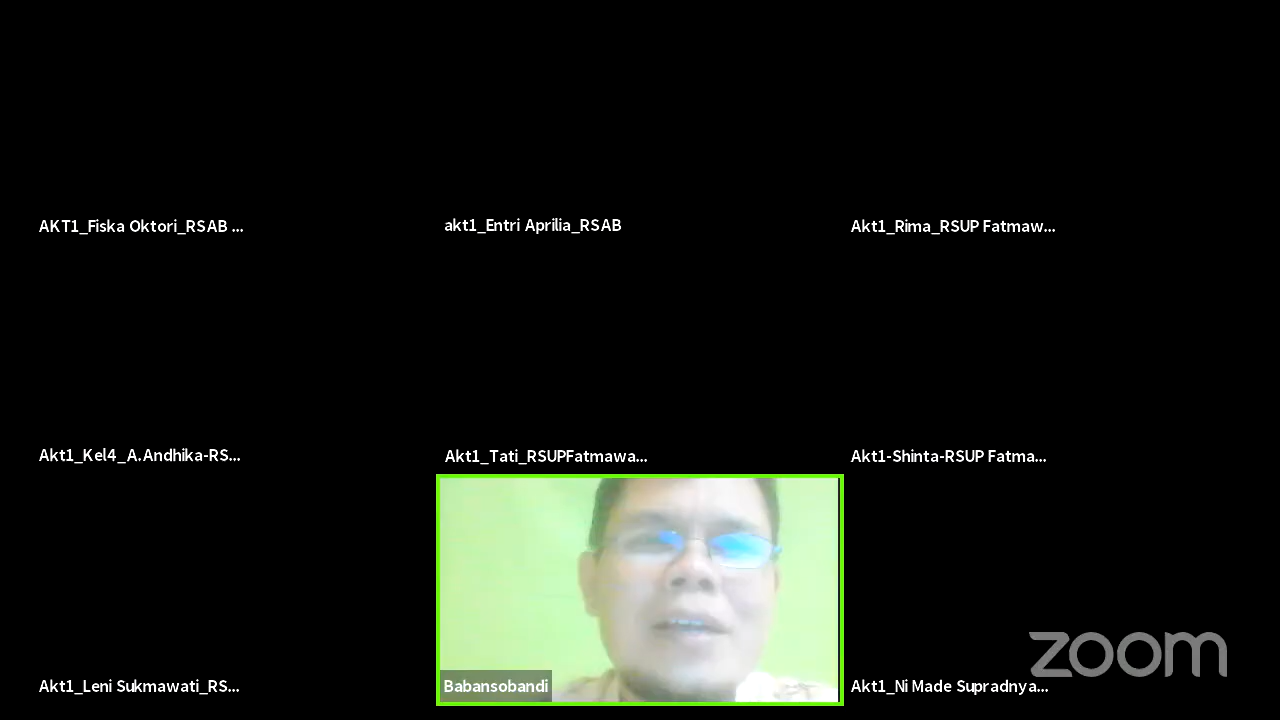 AKT1_Fiska Oktori_RSAB ...
akt1_Entri Aprilia_RSAB
Akt1_Rima_RSUP Fatmaw...
Akt1_Kel4_A.Andhika-RS...
Akt1_Tati_RSUPFatmawa...
Akt1-Shinta-RSUP Fatma...
Akt1_Leni Sukmawati_RS...
Babansobandi
Akt1_Ni Made Supradnya...
zoom